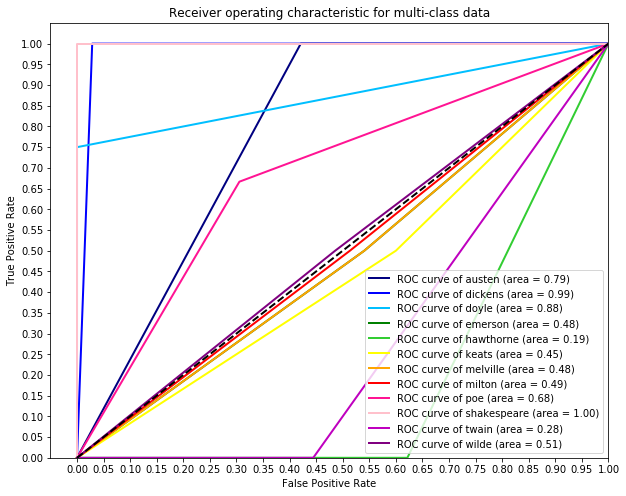 Receiver operating characteristic for multi-class data
True Positive Rate
1.00
0.95
0.90
0.85
0.80
0.75
0.70
0.65
0.60
0.55
0.50
0.45
0.40
0.35
0.30
0.25
0.20
0.15
0.10
0.05
0.00
ROC curve of austen (area = 0.79)
ROC curve of dickens (area = 0.99)
ROC curve of doyle (area = 0.88)
ROC curve of emerson (area = 0.48)
ROC curve of hawthorne (area = 0.19)
ROC curve of keats (area = 0.45)
ROC curve of melville (area = 0.48)
ROC curve of milton (area = 0.49)
ROC curve of poe (area = 0.68)
ROC curve of shakespeare (area = 1.00)
ROC curve of twain (area = 0.28)
ROC curve of wilde (area = 0.51)
0.00 0.05 0.10 0.15 0.20 0.25 0.30 0.35 0.40 0.45 0.50 0.55 0.60 0.65 0.70 0.75 0.80 0.85 0.90 0.95 1.00
False Positive Rate